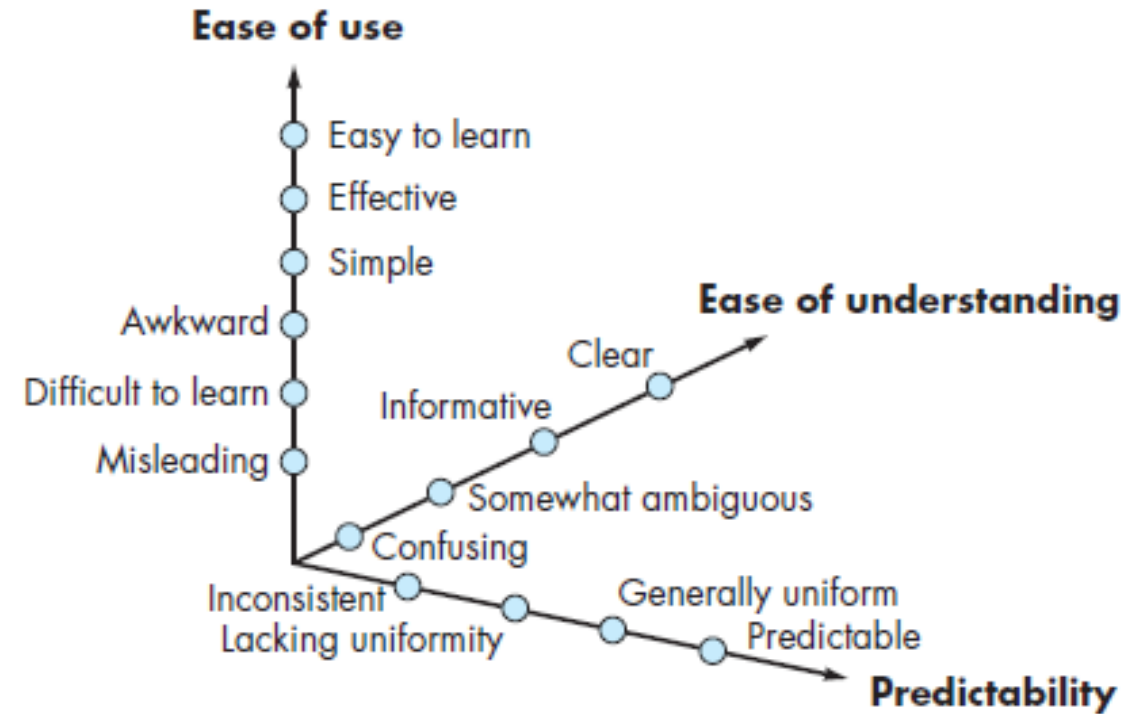 Ease of use
Easy to learn
Effective
Simple
Awkward
Difficult to learn
Misleading
Ease of understanding
Clear
Informative
Somewhat ambiguous
Confusing
Inconsistent
Lacking uniformity
Generally uniform
Predictable
Predictability